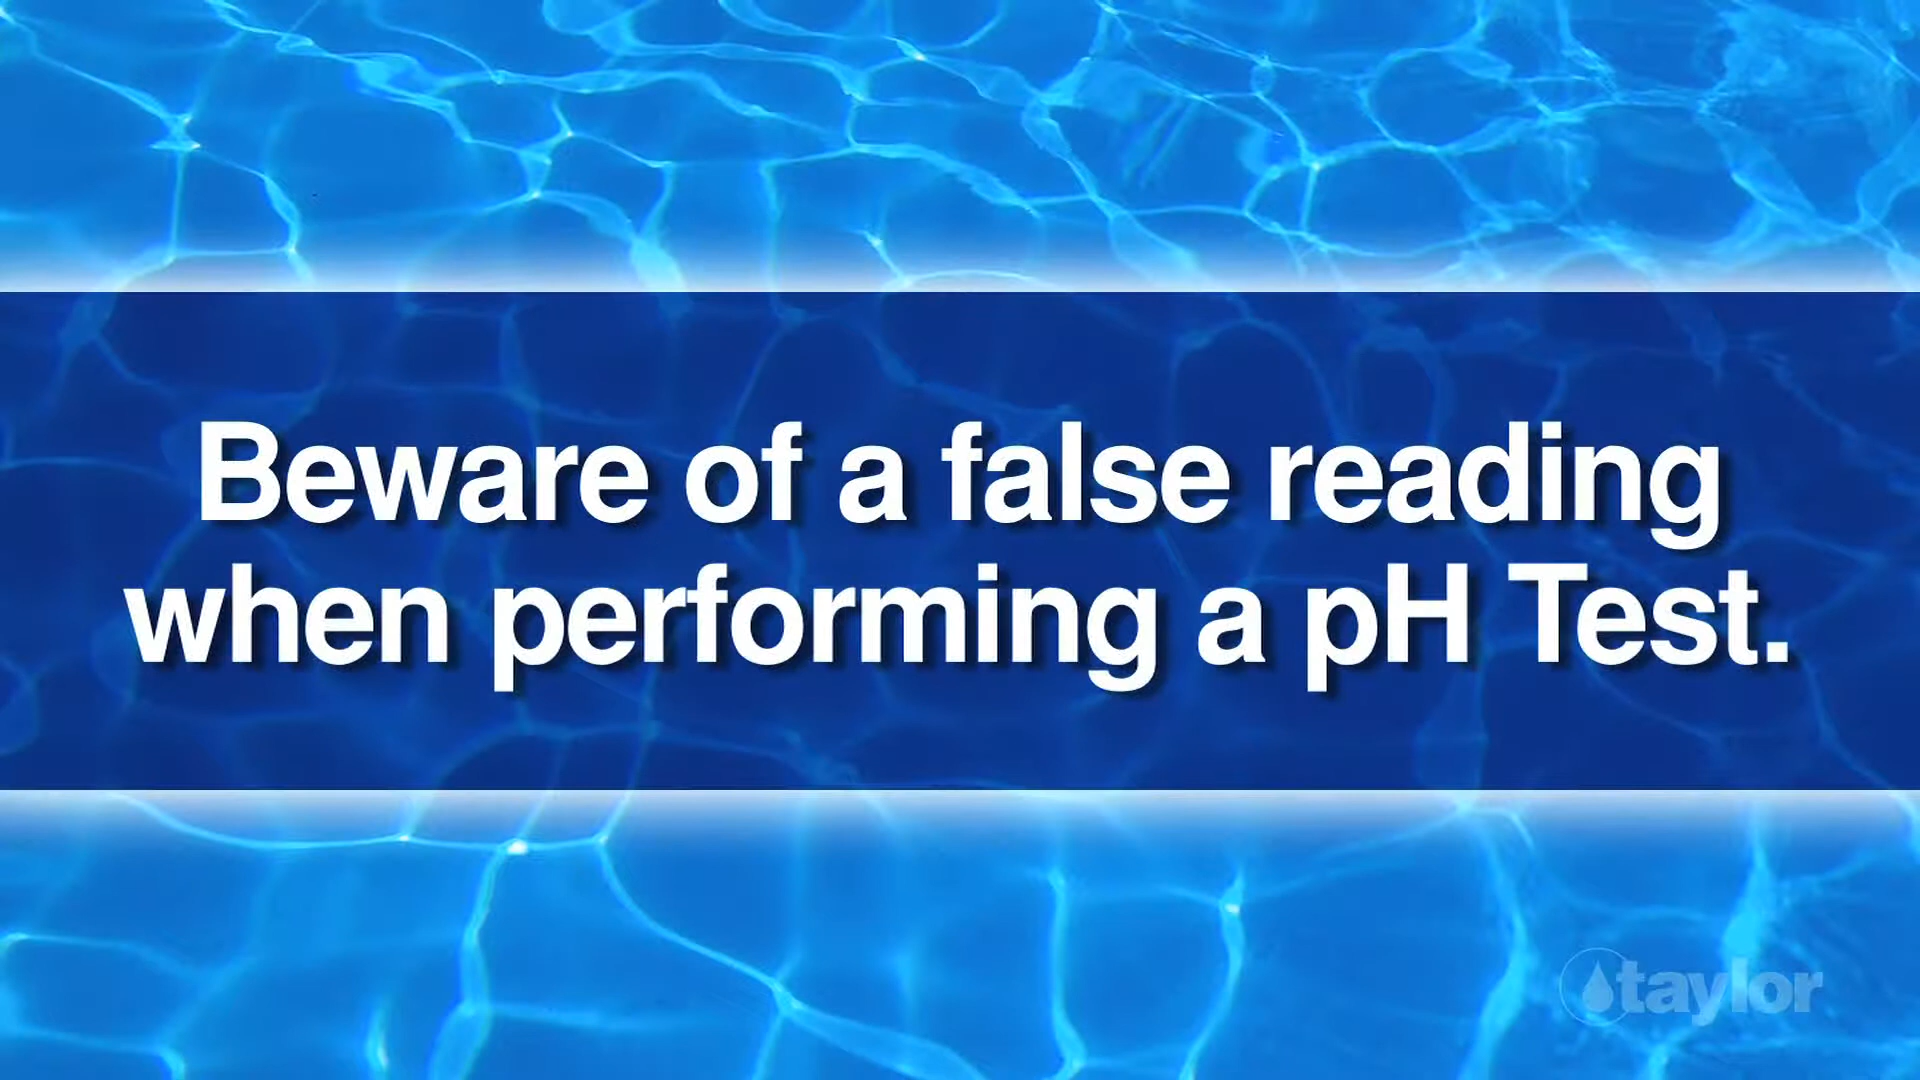 Beware of a false reading
when performing a pH Test.
taylor